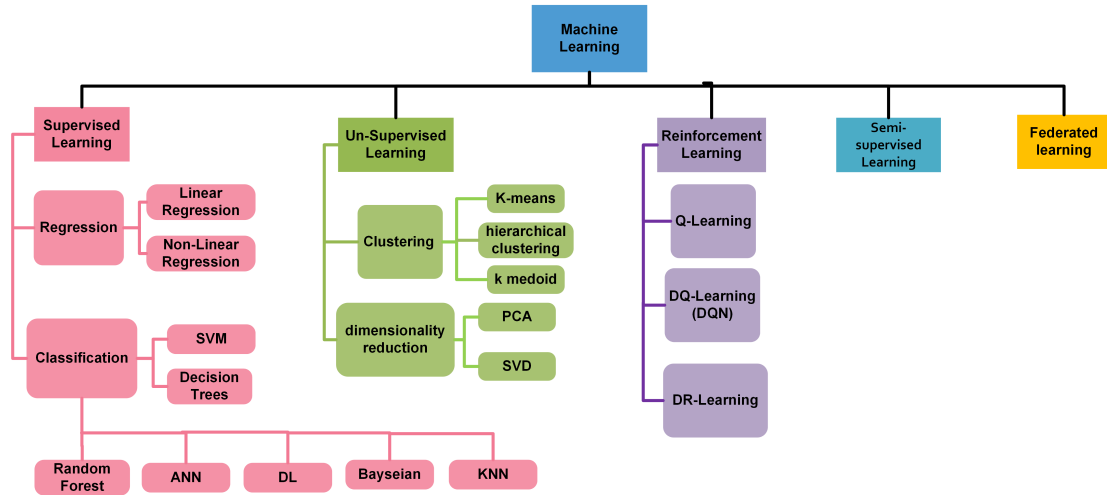 Machine
Learning
Supervised
Learning
Regression
Linear
Regression
Non-Linear
Regression
Classification
SVM
Decision
Trees
Random
Forest
ANN
DL
Bayseian
KNN
Un-Supervised
Learning
Clustering
K-means
hierarchical
clustering
k medoid
dimensionality
reduction
PCA
SVD
Reinforcement
Learning
Q-Learning
DQ-Learning
(DQN)
DR-Learning
Semi-
supervised
Learning
Federated
learning